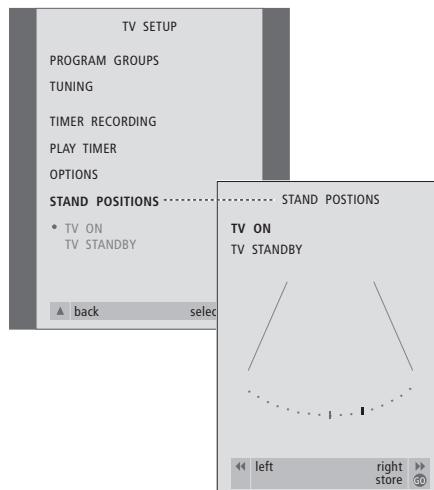 TV SETUP
PROGRAM GROUPS
TUNING
TIMER RECORDING
PLAY TIMER
OPTIONS
STAND POSITIONS
TV ON
TV STANDBY
back
STAND POSTIONS
TV ON
TV STANDBY
left right
store GO